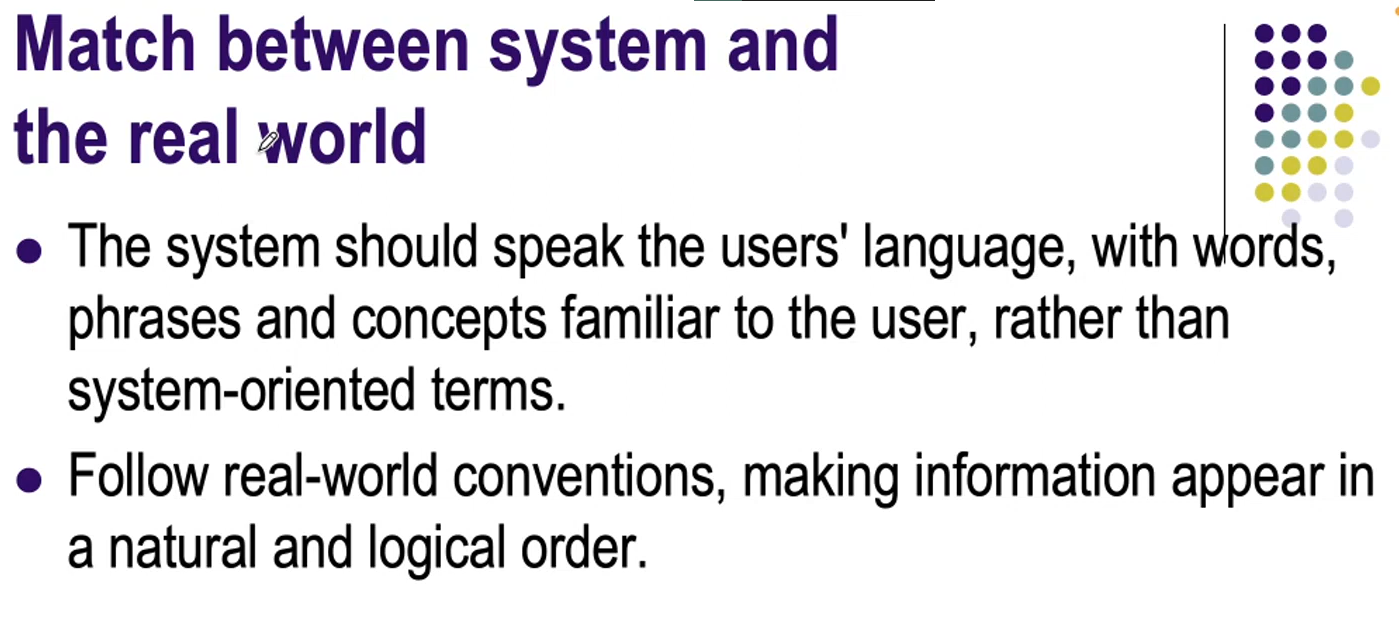 Match between system and
the real world
● The system should speak the users' language, with words,
phrases and concepts familiar to the user, rather than
system-oriented terms.
● Follow real-world conventions, making information appear in
a natural and logical order.